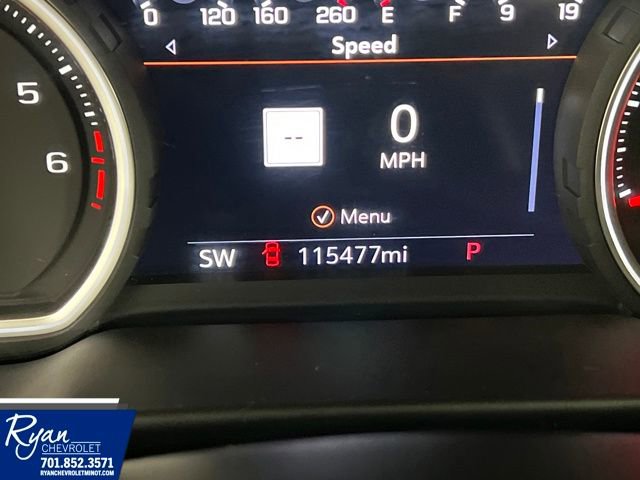 0 120 160 260 E F 9 19
Speed
5
0
--
MPH
6
Menu
SW 115477mi P
Ryan
CHEVROLET
701.852.3571
RYANCHEVROLETMINOT.COM